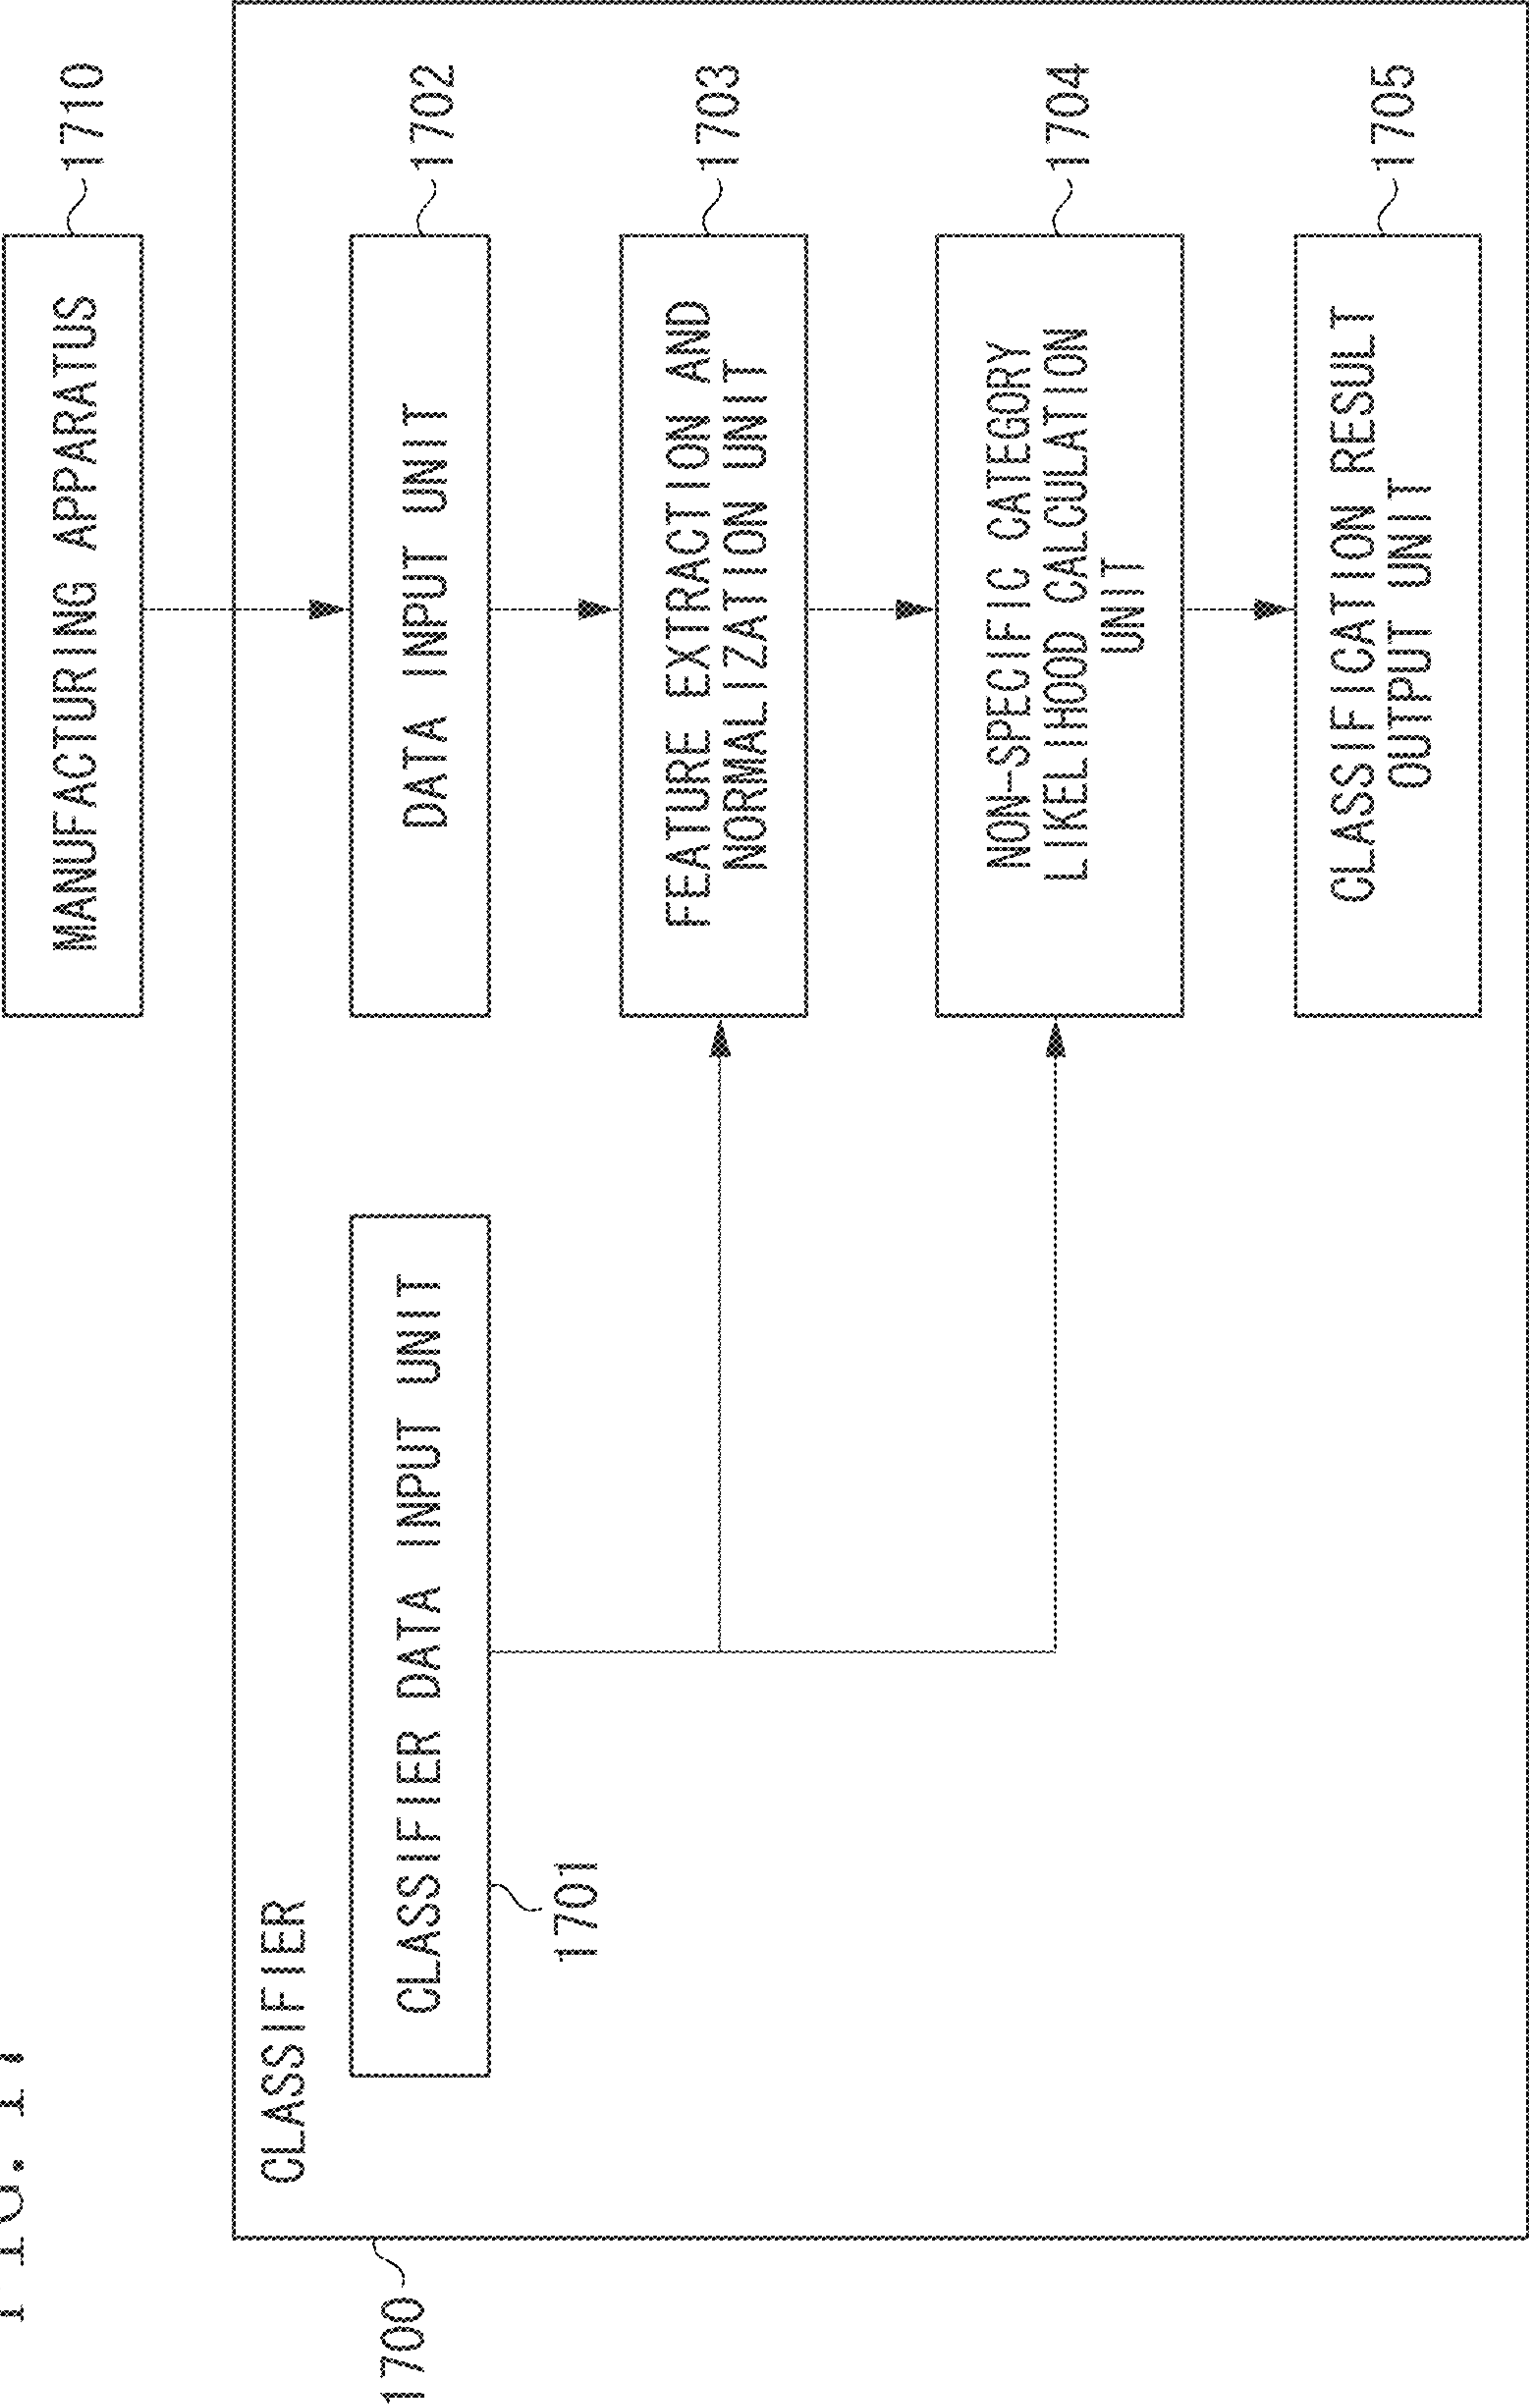 FIG.
MANUFACTURING APPARATUS
1710
CLASSIFIER
1700
CLASSIFIER DATA INPUT UNIT
1701
DATA INPUT UNIT
1702
FEATURE EXTRACTION AND
NORMALIZATION UNIT
1703
NON-SPECIFIC CATEGORY
LIKELIHOOD CALCULATION
UNIT
1704
CLASSIFICATION RESULT
OUTPUT UNIT
1705